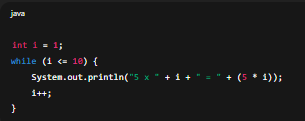 java
int i = 1;
while (i <= 10) {
    System.out.println("5 x " + i + " = " + (5 * i));
    i++;
}